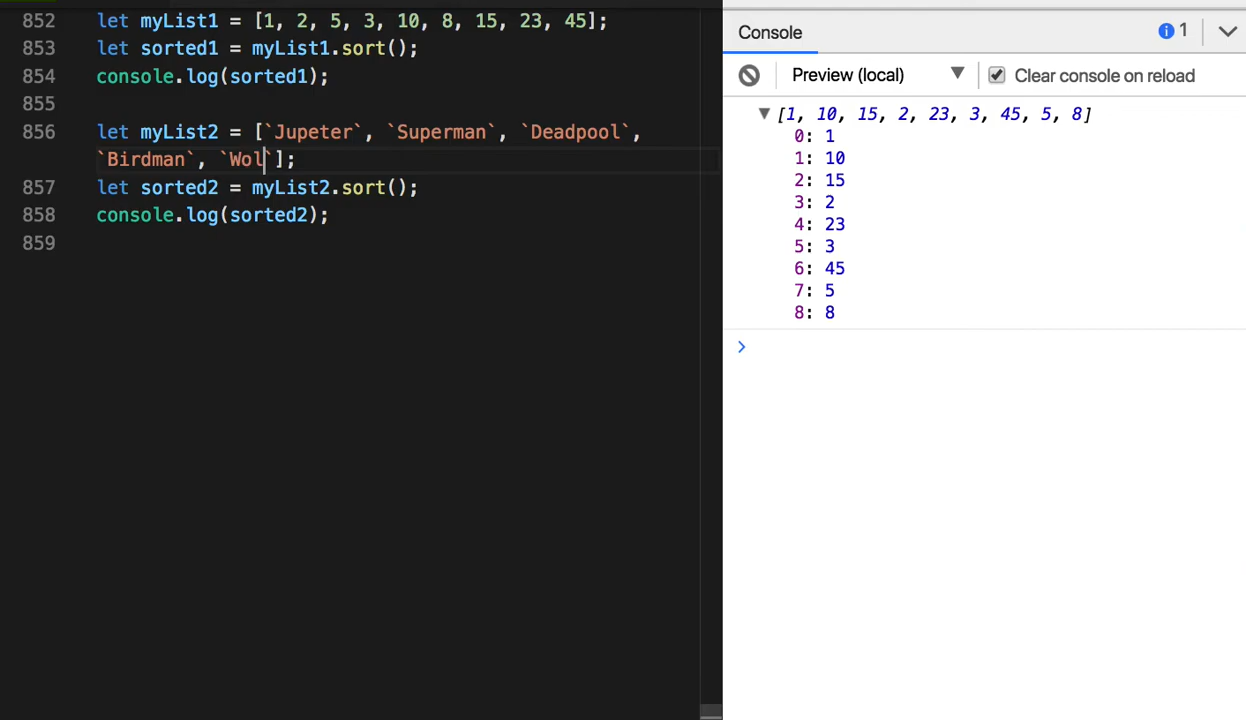 852 let myList1 = [1, 2, 5, 3, 10, 8, 15, 23, 45];
853 let sorted1 = myList1.sort();
854 console.log(sorted1);
855
856 let myList2 = [`Jupeter`, `Superman`, `Deadpool`,
`Birdman`, `Wol`];
857 let sorted2 = myList2.sort();
858 console.log(sorted2);
859
Console
1
Preview (local)
Clear console on reload
[1, 10, 15, 2, 23, 3, 45, 5, 8]
0: 1
1: 10
2: 15
3: 2
4: 23
5: 3
6: 45
7: 5
8: 8
>